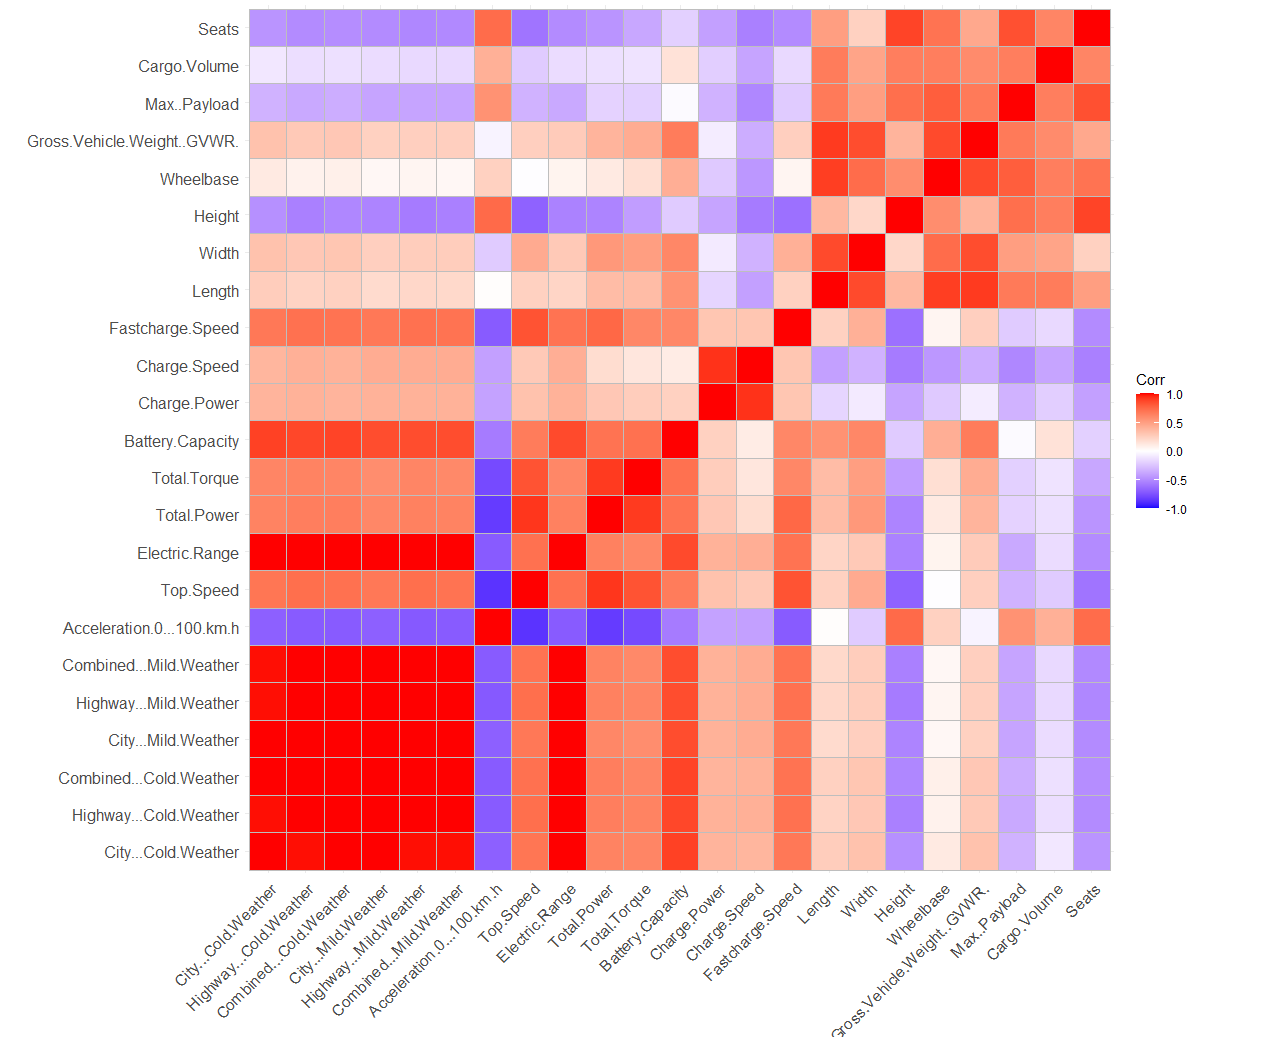 Seats
Cargo.Volume
Max..Payload
Gross.Vehicle.Weight..GVWR.
Wheelbase
Height
Width
Length
Fastcharge.Speed
Charge.Speed
Charge.Power
Battery.Capacity
Total.Torque
Total.Power
Electric.Range
Top.Speed
Acceleration.0...100.km.h
Combined...Mild.Weather
Highway...Mild.Weather
City...Mild.Weather
Combined...Cold.Weather
Highway...Cold.Weather
City...Cold.Weather
City...Cold.Weather
Highway...Cold.Weather
Combined...Cold.Weather
City...Mild.Weather
Highway...Mild.Weather
Combined...Mild.Weather
Acceleration.0...100.km.h
Top.Speed
Electric.Range
Total.Power
Total.Torque
Battery.Capacity
Charge.Power
Charge.Speed
Fastcharge.Speed
Length
Width
Height
Wheelbase
Gross.Vehicle.Weight..GVWR.
Max..Payload
Cargo.Volume
Seats
Corr
1.0
0.5
0.0
-0.5
-1.0